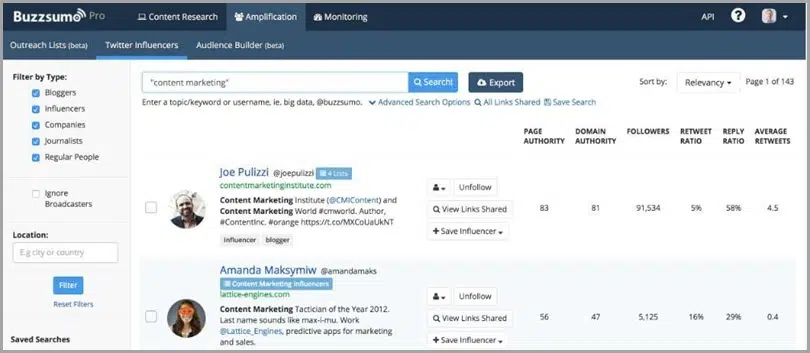 Buzzsumo Pro
Content Research
Amplification
Monitoring
API
?
Outreach Lists (beta)
Twitter Influencers
Audience Builder (beta)
Filter by Type:
Bloggers
Influencers
Companies
Journalists
Regular People
Ignore
Broadcasters
Location:
E.g city or country
Filter
Reset Filters
Saved Searches
"content marketing"
Search!
Export
Sort by:
Relevancy
Page 1 of 143
Enter a topic/keyword or username, ie. big data, @buzzsumo.
Advanced Search Options
All Links Shared
Save Search
PAGE AUTHORITY
DOMAIN AUTHORITY
FOLLOWERS
RETWEET RATIO
REPLY RATIO
AVERAGE RETWEETS
Joe Pulizzi @joepulizzi 4 Lists
contentmarketinginstitute.com
Content Marketing Institute (@CMIContent) and
Content Marketing World #cmworld. Author,
#ContentInc. #orange https://t.co/MXCoUaUkNT
influencer blogger
Unfollow
View Links Shared
Save Influencer
83
81
91,534
5%
58%
4.5
Amanda Maksymiw @amandamaks
Content Marketing Influencers
lattice-engines.com
Content Marketing Tactician of the Year 2012.
Last name sounds like max-i-mu. Work
@Lattice_Engines, predictive apps for marketing
and sales.
Unfollow
View Links Shared
Save Influencer
56
47
5,125
16%
29%
0.4